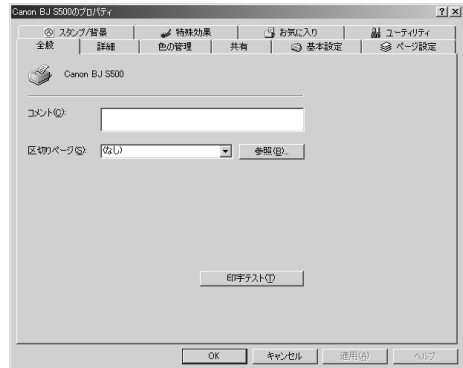 Canon BJ S500のプロパティ
スタンプ/背景 特殊効果 お気に入り ユーティリティ
全般 詳細 色の管理 共有 基本設定 ページ設定
Canon BJ S500
コメント(C):
区切りページ(S): (なし) 参照(B)...
印字テスト(T)
OK キャンセル 適用(A) ヘルプ